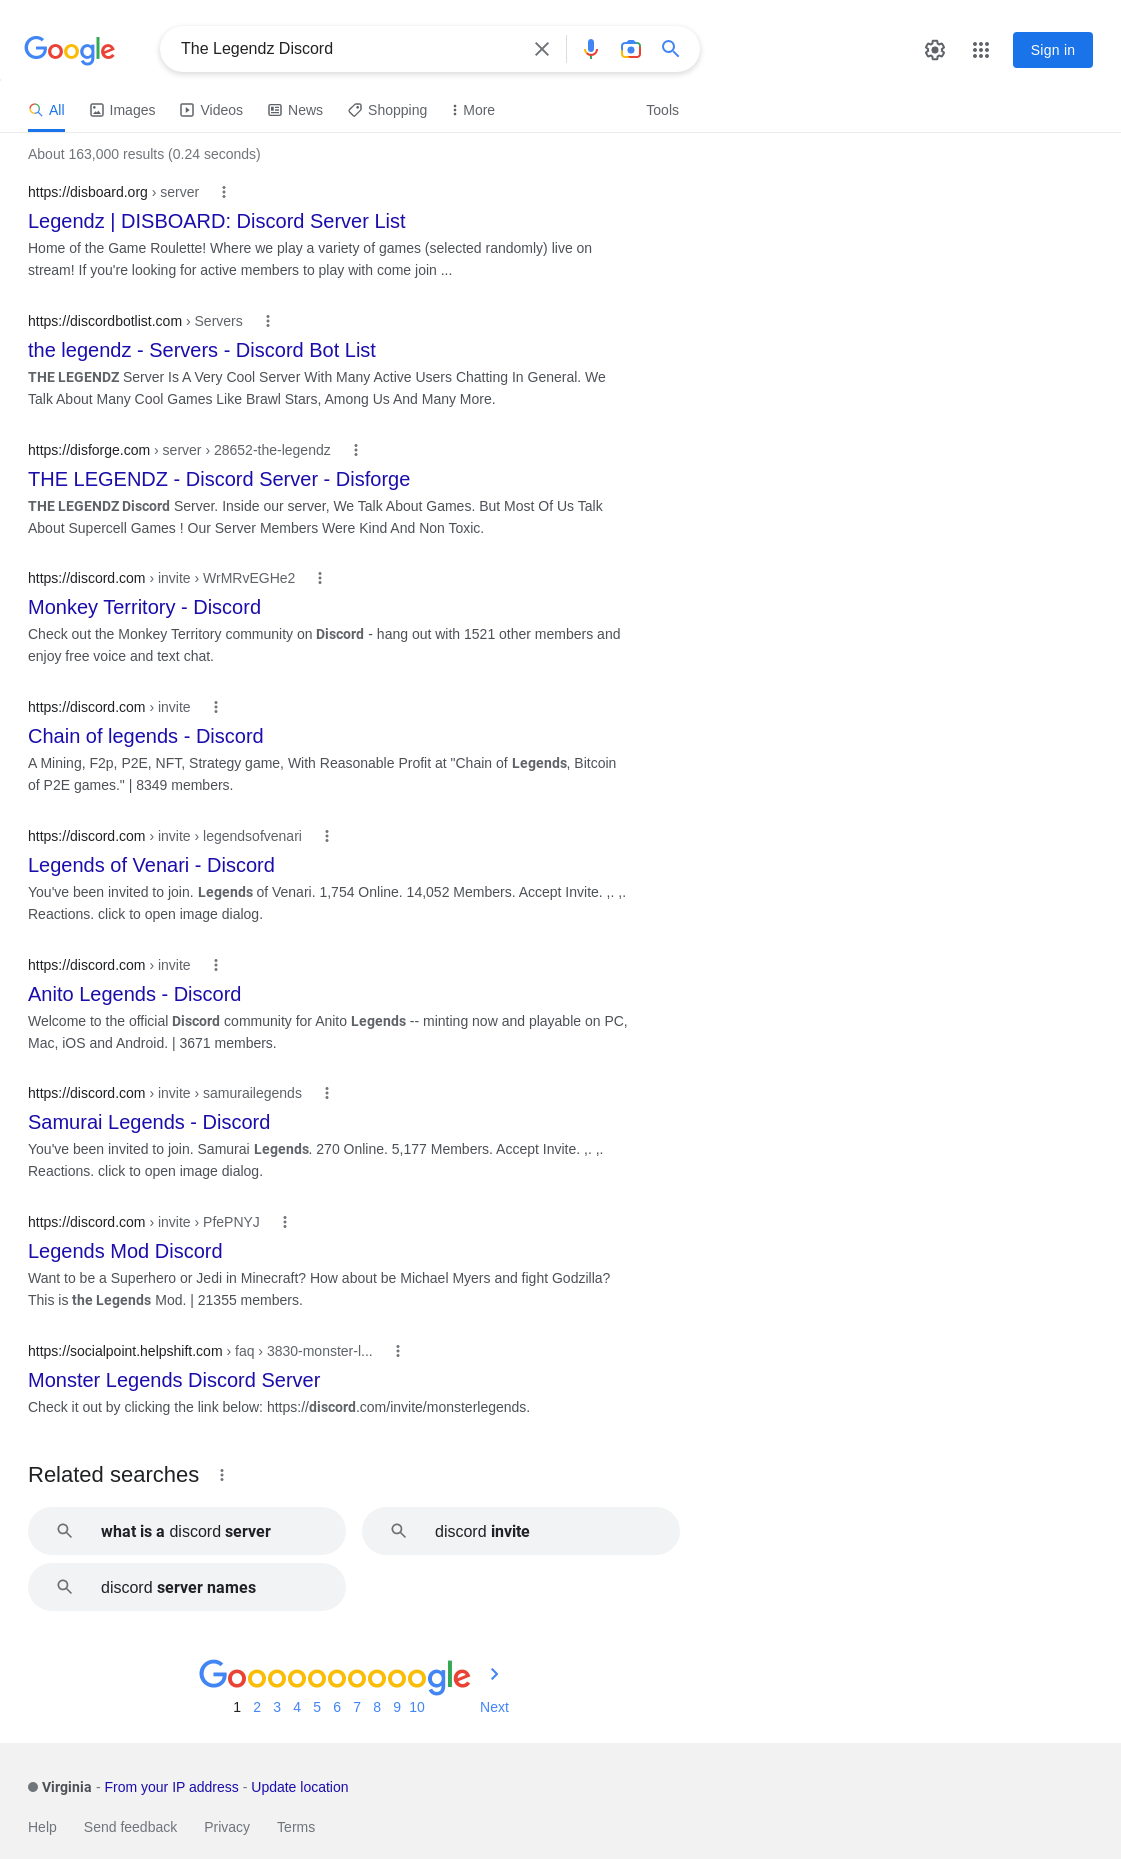 Google
The Legendz Discord
Sign in
All Images Videos News Shopping More Tools
About 163,000 results (0.24 seconds)
https://disboard.org › server
Legendz | DISBOARD: Discord Server List
Home of the Game Roulette! Where we play a variety of games (selected randomly) live on
stream! If you're looking for active members to play with come join ...
https://discordbotlist.com › Servers
the legendz - Servers - Discord Bot List
THE LEGENDZ Server Is A Very Cool Server With Many Active Users Chatting In General. We
Talk About Many Cool Games Like Brawl Stars, Among Us And Many More.
https://disforge.com › server › 28652-the-legendz
THE LEGENDZ - Discord Server - Disforge
THE LEGENDZ Discord Server. Inside our server, We Talk About Games. But Most Of Us Talk
About Supercell Games ! Our Server Members Were Kind And Non Toxic.
https://discord.com › invite › WrMRvEGHe2
Monkey Territory - Discord
Check out the Monkey Territory community on Discord - hang out with 1521 other members and
enjoy free voice and text chat.
https://discord.com › invite
Chain of legends - Discord
A Mining, F2p, P2E, NFT, Strategy game, With Reasonable Profit at "Chain of Legends, Bitcoin
of P2E games." | 8349 members.
https://discord.com › invite › legendsofvenari
Legends of Venari - Discord
You've been invited to join. Legends of Venari. 1,754 Online. 14,052 Members. Accept Invite. ,. ,.
Reactions. click to open image dialog.
https://discord.com › invite
Anito Legends - Discord
Welcome to the official Discord community for Anito Legends -- minting now and playable on PC,
Mac, iOS and Android. | 3671 members.
https://discord.com › invite › samurailegends
Samurai Legends - Discord
You've been invited to join. Samurai Legends. 270 Online. 5,177 Members. Accept Invite. ,. ,.
Reactions. click to open image dialog.
https://discord.com › invite › PfePNYJ
Legends Mod Discord
Want to be a Superhero or Jedi in Minecraft? How about be Michael Myers and fight Godzilla?
This is the Legends Mod. | 21355 members.
https://socialpoint.helpshift.com › faq › 3830-monster-l...
Monster Legends Discord Server
Check it out by clicking the link below: https://discord.com/invite/monsterlegends.
Related searches
what is a discord server
discord invite
discord server names
Goooooooooogle
1 2 3 4 5 6 7 8 9 10 Next
Virginia - From your IP address - Update location
Help Send feedback Privacy Terms